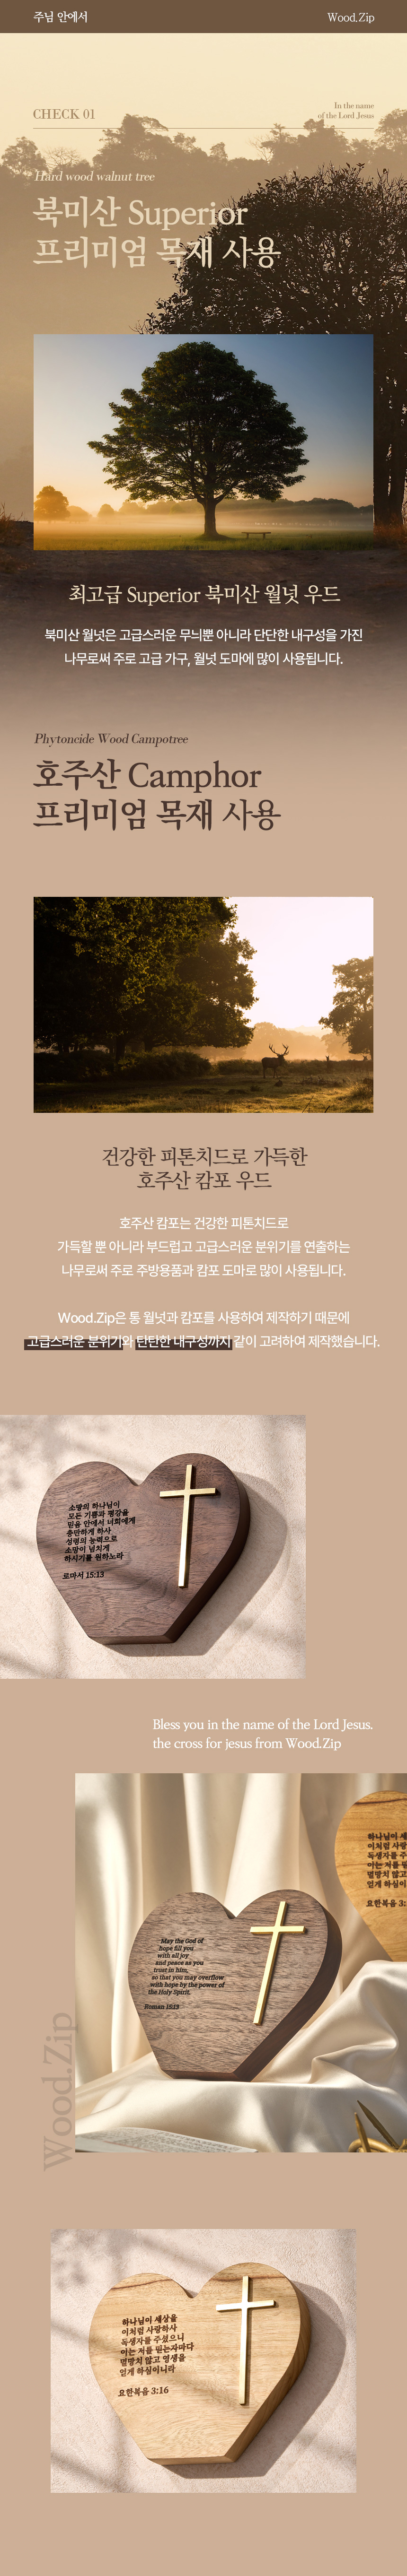 주님 안에서
Wood.Zip
CHECK 01
In the name
of the Lord Jesus
Hard wood walnut tree
북미산 Superior
프리미엄 목재 사용
최고급 Superior 북미산 월넛 우드
북미산 월넛은 고급스러운 무늬뿐 아니라 단단한 내구성을 가진
나무로써 주로 고급 가구, 월넛 도마에 많이 사용됩니다.
Phytoncide Wood Campotree
호주산 Camphor
프리미엄 목재 사용
건강한 피톤치드로 가득한
호주산 캄포 우드
호주산 캄포는 건강한 피톤치드로
가득할 뿐 아니라 부드럽고 고급스러운 분위기를 연출하는
나무로써 주로 주방용품과 캄포 도마로 많이 사용됩니다.
Wood.Zip은 통 월넛과 캄포를 사용하여 제작하기 때문에
고급스러운 분위기와 탄탄한 내구성까지 같이 고려하여 제작했습니다.
소망의 하나님이
모든 기쁨과 평강을
믿음 안에서 너희에게
충만하게 하사
성령의 능력으로
소망이 넘치게
하시기를 원하노라
로마서 15:13
Bless you in the name of the Lord Jesus.
the cross for jesus from Wood.Zip
하나님이 세
이처럼 사랑
독생자를 주
이는 저를 믿
멸망치 않고
얻게 하심이
요한복음 3:
May the God of
hope fill you
with all joy
and peace as you
trust in him,
so that you may overflow
with hope by the power of
the Holy Spirit.
Roman 15:13
Wood.Zip
하나님이 세상을
이처럼 사랑하사
독생자를 주셨으니
이는 저를 믿는자마다
멸망치 않고 영생을
얻게 하심이니라
요한복음 3:16